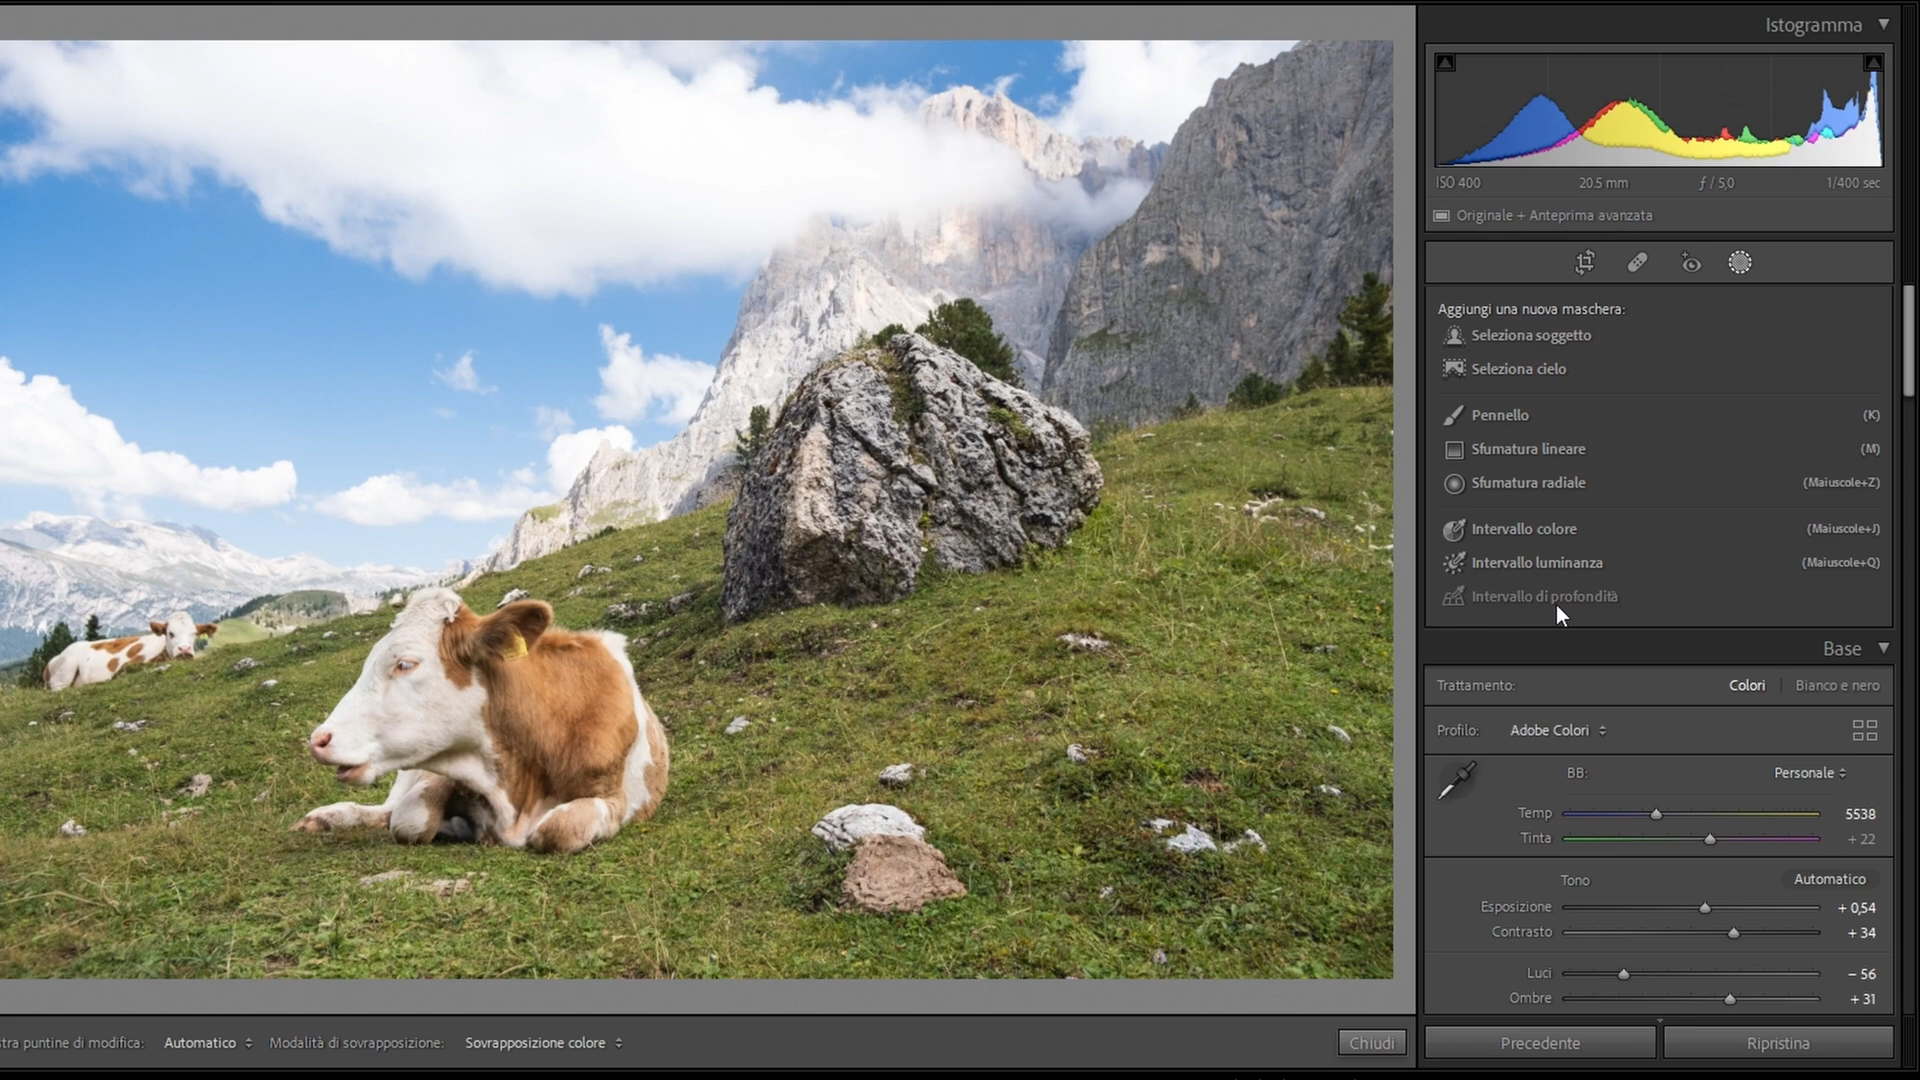 Istogramma
ISO 400 20.5 mm ƒ / 5,0 1/400 sec
Originale + Anteprima avanzata
Aggiungi una nuova maschera:
Seleziona soggetto
Seleziona cielo
Pennello (K)
Sfumatura lineare (M)
Sfumatura radiale (Maiuscole+Z)
Intervallo colore (Maiuscole+J)
Intervallo luminanza (Maiuscole+Q)
Intervallo di profondità
Base
Trattamento: Colori Bianco e nero
Profilo: Adobe Colori
BB: Personale
Temp 5538
Tinta + 22
Tono Automatico
Esposizione + 0,54
Contrasto + 34
Luci – 56
Ombre + 31
tra puntine di modifica: Automatico Modalità di sovrapposizione: Sovrapposizione colore Chiudi
Precedente Ripristina